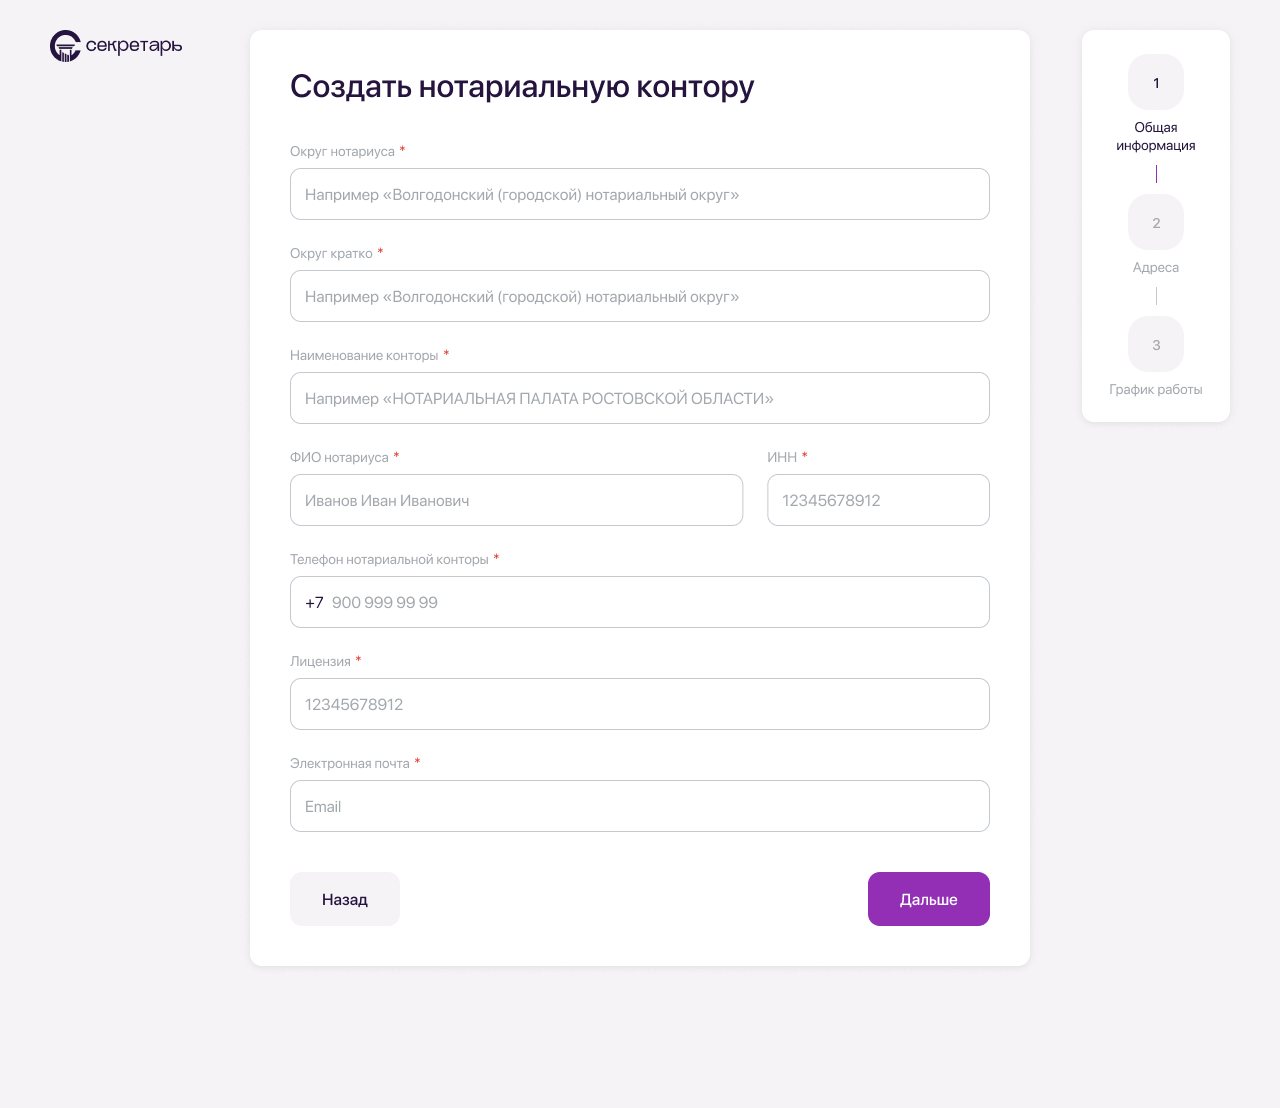 секретарь
Создать нотариальную контору
Округ нотариуса *
Например «Волгодонский (городской) нотариальный округ»
Округ кратко *
Например «Волгодонский (городской) нотариальный округ»
Наименование конторы *
Например «НОТАРИАЛЬНАЯ ПАЛАТА РОСТОВСКОЙ ОБЛАСТИ»
ФИО нотариуса *
Иванов Иван Иванович
ИНН *
12345678912
Телефон нотариальной конторы *
+7 900 999 99 99
Лицензия *
12345678912
Электронная почта *
Email
Назад
Дальше
1
Общая
информация
2
Адреса
3
График работы